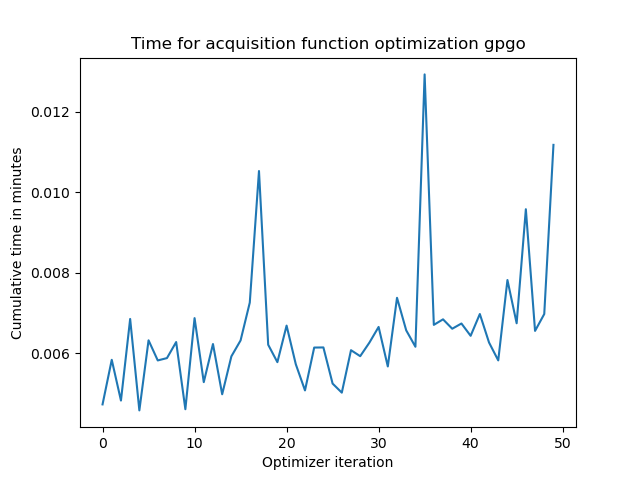 Time for acquisition function optimization gpgo
Cumulative time in minutes
0.012
0.010
0.008
0.006
0 10 20 30 40 50
Optimizer iteration